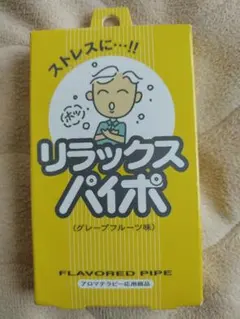 ストレスに…!!
ホッ
リラックス
パイポ
(グレープフルーツ味)
FLAVORED PIPE
アロマテラピー応用商品